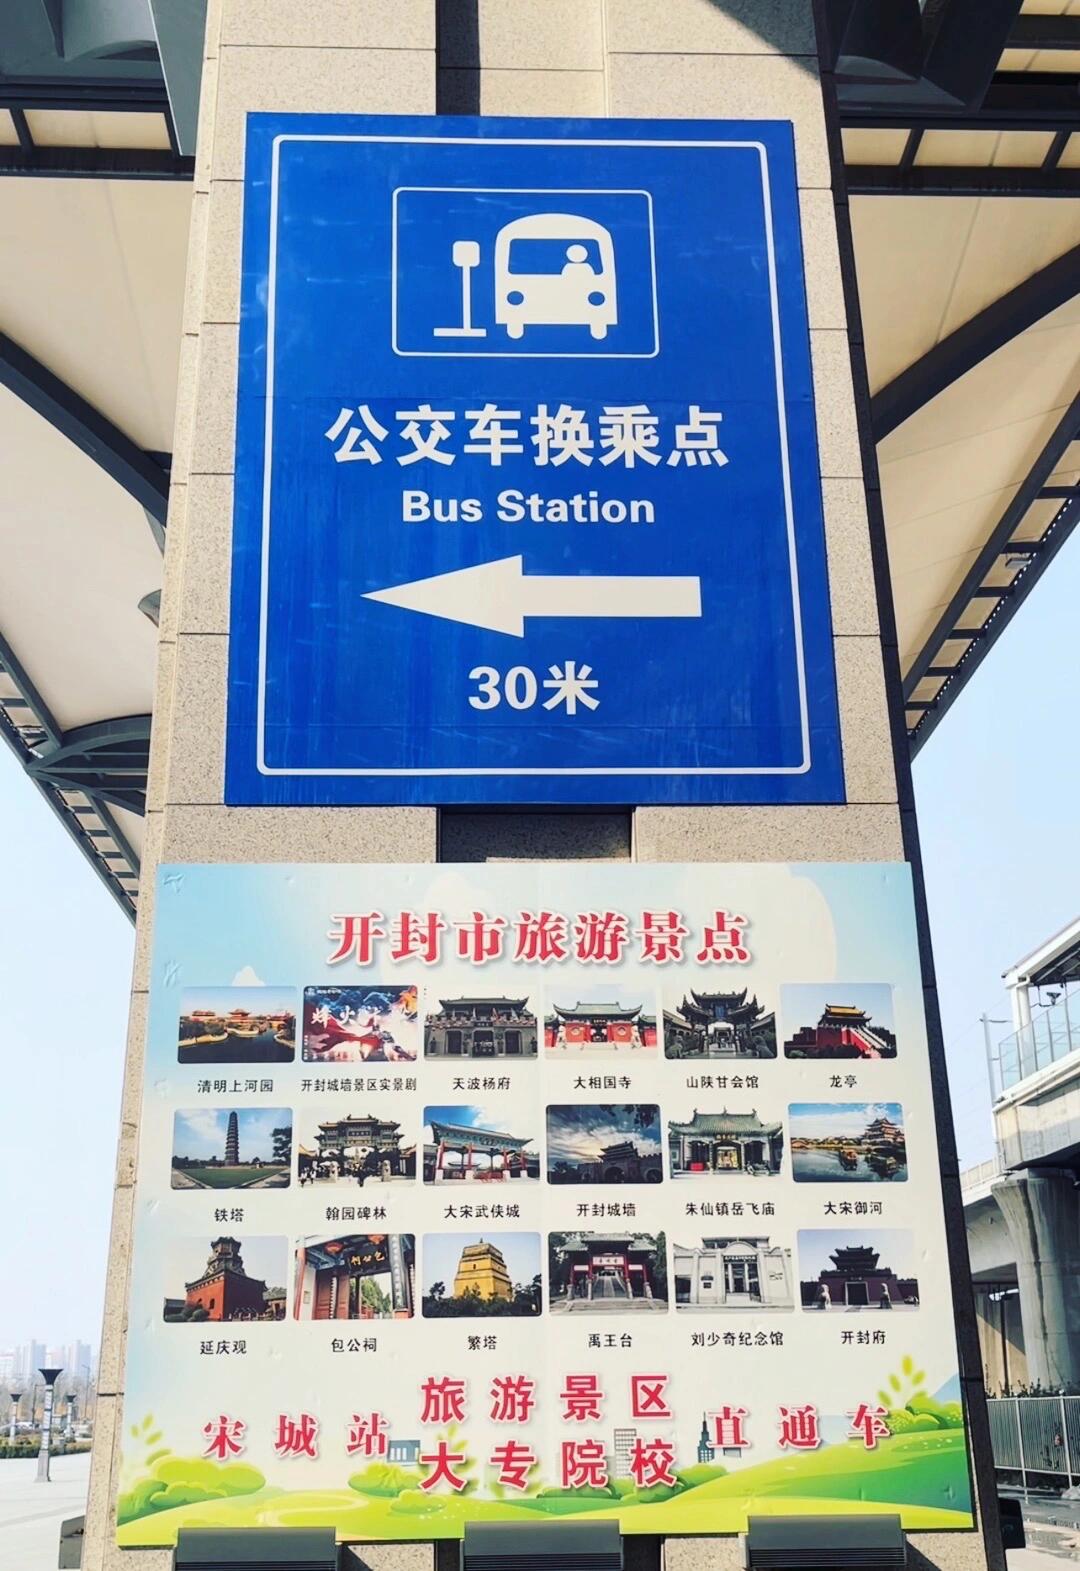 公交车换乘点
Bus Station
30米
开封市旅游景点
清明上河园 开封城墙景区实景剧 天波杨府 大相国寺 山陕甘会馆 龙亭
铁塔 翰园碑林 大宋武侠城 开封城墙 朱仙镇岳飞庙 大宋御河
包公祠
延庆观 包公祠 繁塔 禹王台 刘少奇纪念馆 开封府
旅游景区
宋城站 直通车
大专院校